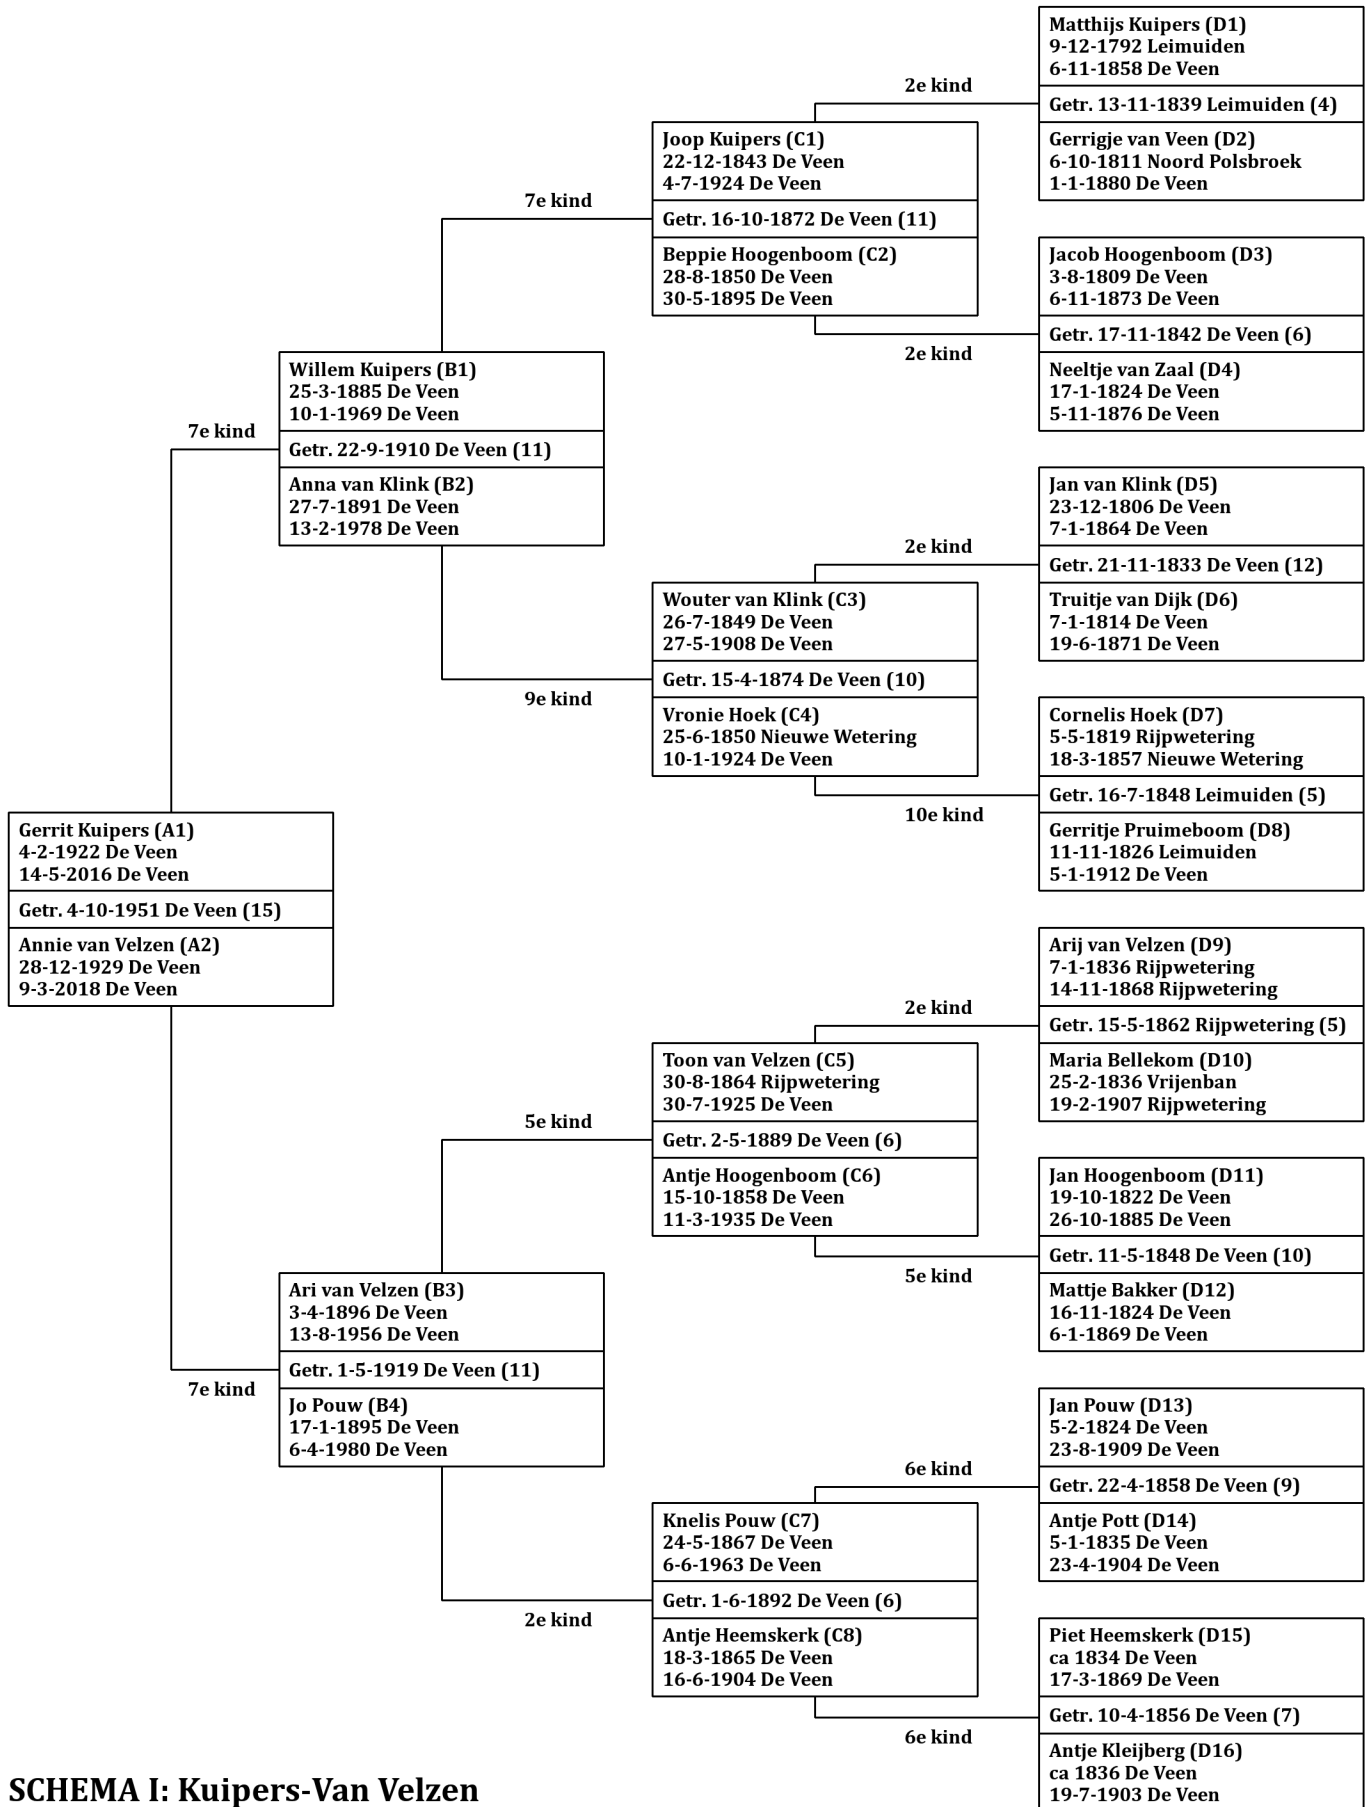 Matthijs Kuipers (D1)
9-12-1792 Leimuiden
6-11-1858 De Veen
2e kind
Getr. 13-11-1839 Leimuiden (4)
Gerrigje van Veen (D2)
6-10-1811 Noord Polsbroek
1-1-1880 De Veen
Joop Kuipers (C1)
22-12-1843 De Veen
4-7-1924 De Veen
7e kind
Getr. 16-10-1872 De Veen (11)
Beppie Hoogenboom (C2)
28-8-1850 De Veen
30-5-1895 De Veen
Jacob Hoogenboom (D3)
3-8-1809 De Veen
6-11-1873 De Veen
Getr. 17-11-1842 De Veen (6)
2e kind
Neeltje van Zaal (D4)
17-1-1824 De Veen
5-11-1876 De Veen
Willem Kuipers (B1)
25-3-1885 De Veen
10-1-1969 De Veen
7e kind
Getr. 22-9-1910 De Veen (11)
Anna van Klink (B2)
27-7-1891 De Veen
13-2-1978 De Veen
Jan van Klink (D5)
23-12-1806 De Veen
7-1-1864 De Veen
2e kind
Getr. 21-11-1833 De Veen (12)
Truitje van Dijk (D6)
7-1-1814 De Veen
19-6-1871 De Veen
Wouter van Klink (C3)
26-7-1849 De Veen
27-5-1908 De Veen
Getr. 15-4-1874 De Veen (10)
9e kind
Vronie Hoek (C4)
25-6-1850 Nieuwe Wetering
10-1-1924 De Veen
Cornelis Hoek (D7)
5-5-1819 Rijpwetering
18-3-1857 Nieuwe Wetering
Getr. 16-7-1848 Leimuiden (5)
10e kind
Gerritje Pruimeboom (D8)
11-11-1826 Leimuiden
5-1-1912 De Veen
Gerrit Kuipers (A1)
4-2-1922 De Veen
14-5-2016 De Veen
Getr. 4-10-1951 De Veen (15)
Annie van Velzen (A2)
28-12-1929 De Veen
9-3-2018 De Veen
Arij van Velzen (D9)
7-1-1836 Rijpwetering
14-11-1868 Rijpwetering
2e kind
Getr. 15-5-1862 Rijpwetering (5)
Maria Bellekom (D10)
25-2-1836 Vrijenban
19-2-1907 Rijpwetering
Toon van Velzen (C5)
30-8-1864 Rijpwetering
30-7-1925 De Veen
5e kind
Getr. 2-5-1889 De Veen (6)
Antje Hoogenboom (C6)
15-10-1858 De Veen
11-3-1935 De Veen
Jan Hoogenboom (D11)
19-10-1822 De Veen
26-10-1885 De Veen
Getr. 11-5-1848 De Veen (10)
5e kind
Mattje Bakker (D12)
16-11-1824 De Veen
6-1-1869 De Veen
Ari van Velzen (B3)
3-4-1896 De Veen
13-8-1956 De Veen
Getr. 1-5-1919 De Veen (11)
7e kind
Jo Pouw (B4)
17-1-1895 De Veen
6-4-1980 De Veen
Jan Pouw (D13)
5-2-1824 De Veen
23-8-1909 De Veen
6e kind
Getr. 22-4-1858 De Veen (9)
Antje Pott (D14)
5-1-1835 De Veen
23-4-1904 De Veen
Knelis Pouw (C7)
24-5-1867 De Veen
6-6-1963 De Veen
Getr. 1-6-1892 De Veen (6)
2e kind
Antje Heemskerk (C8)
18-3-1865 De Veen
16-6-1904 De Veen
Piet Heemskerk (D15)
ca 1834 De Veen
17-3-1869 De Veen
Getr. 10-4-1856 De Veen (7)
6e kind
Antje Kleijberg (D16)
ca 1836 De Veen
19-7-1903 De Veen
SCHEMA I: Kuipers-Van Velzen